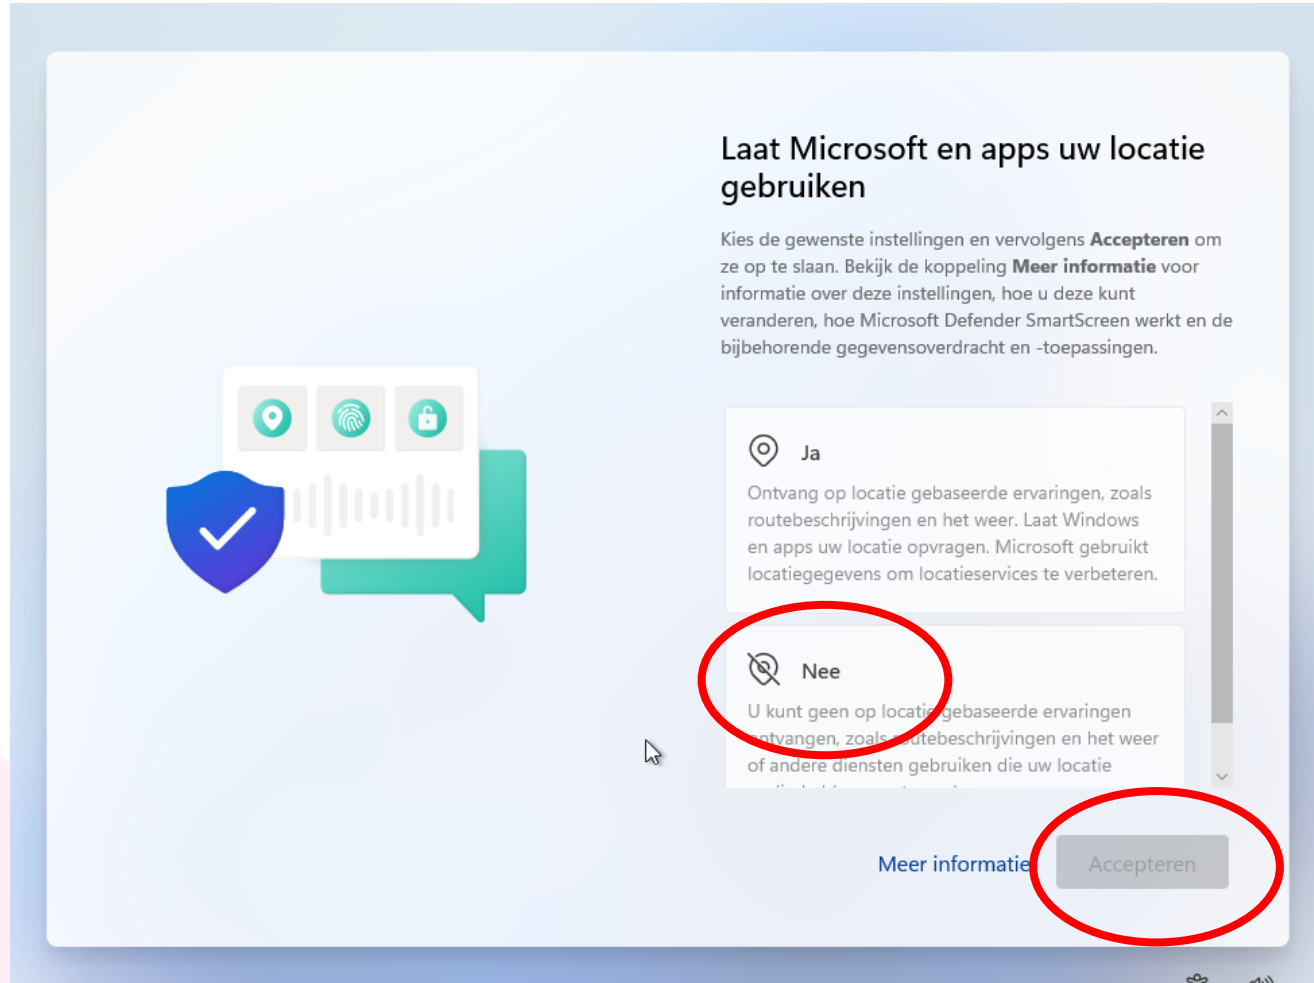 Laat Microsoft en apps uw locatie
gebruiken
Kies de gewenste instellingen en vervolgens Accepteren om
ze op te slaan. Bekijk de koppeling Meer informatie voor
informatie over deze instellingen, hoe u deze kunt
veranderen, hoe Microsoft Defender SmartScreen werkt en de
bijbehorende gegevensoverdracht en -toepassingen.
Ja
Ontvang op locatie gebaseerde ervaringen, zoals
routebeschrijvingen en het weer. Laat Windows
en apps uw locatie opvragen. Microsoft gebruikt
locatiegegevens om locatieservices te verbeteren.
Nee
U kunt geen op locatie gebaseerde ervaringen
ontvangen, zoals routebeschrijvingen en het weer
of andere diensten gebruiken die uw locatie
Meer informatie
Accepteren